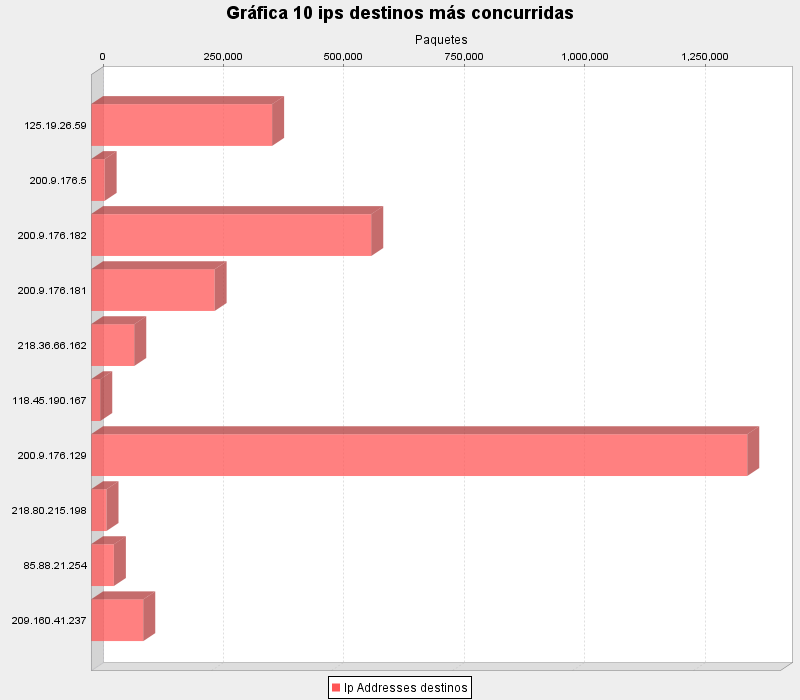 Gráfica 10 ips destinos más concurridas
Paquetes
0 250,000 500,000 750,000 1,000,000 1,250,000
125.19.26.59
200.9.176.5
200.9.176.182
200.9.176.181
218.36.66.162
118.45.190.167
200.9.176.129
218.80.215.198
85.88.21.254
209.160.41.237
Ip Addresses destinos